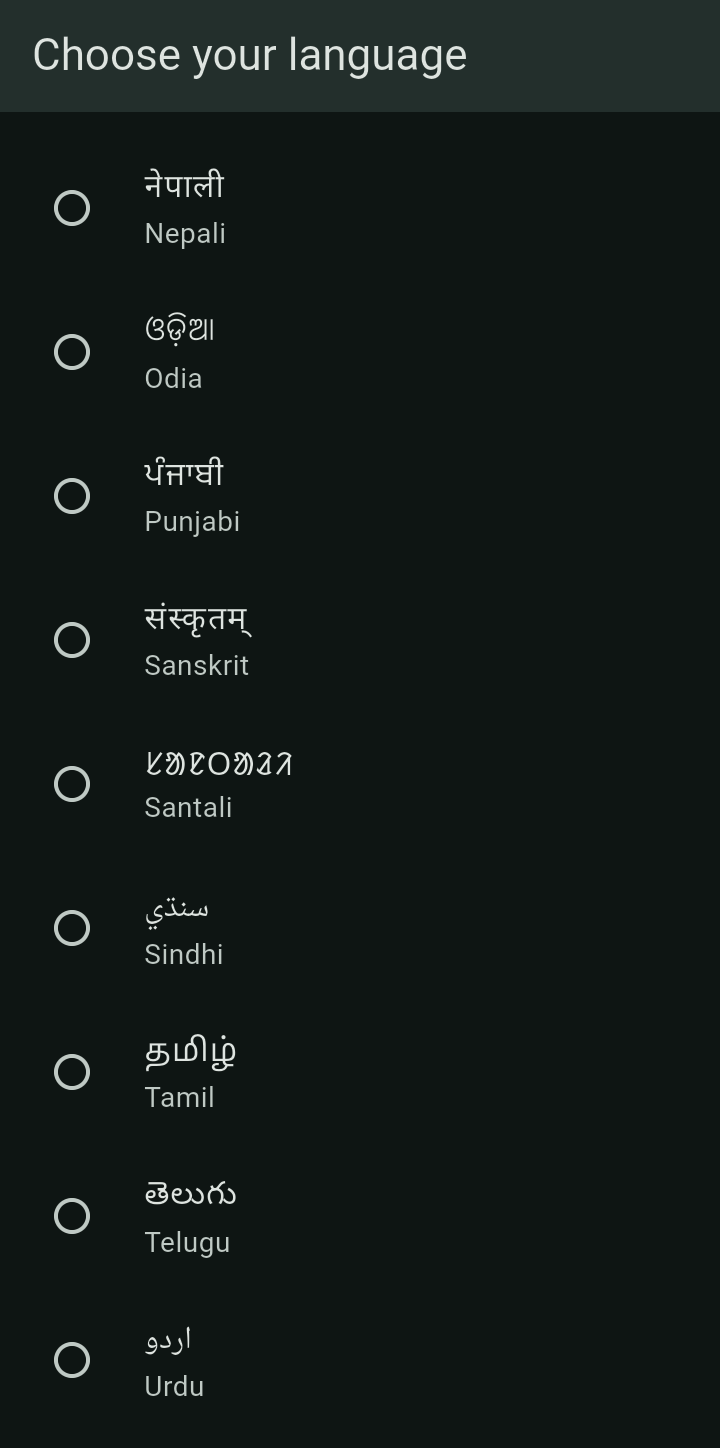 Choose your language
नेपाली
Nepali
ଓଡ଼ିଆ
Odia
ਪੰਜਾਬੀ
Punjabi
संस्कृतम्
Sanskrit
ᱥᱟᱱᱛᱟᱲᱤ
Santali
سنڌي
Sindhi
தமிழ்
Tamil
తెలుగు
Telugu
اردو
Urdu